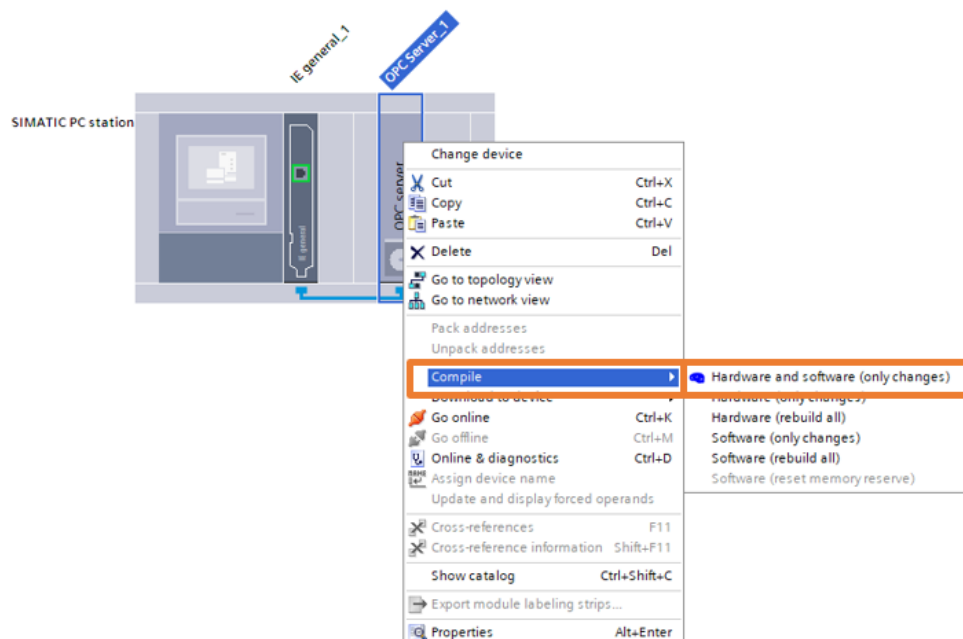 IE general_1
OPC Server_1
SIMATIC PC station
OPC server
IE general
Change device
Cut Ctrl+X
Copy Ctrl+C
Paste Ctrl+V
Delete Del
Go to topology view
Go to network view
Pack addresses
Unpack addresses
Compile
Hardware and software (only changes)
Download to device
Hardware (only changes)
Go online Ctrl+K
Hardware (rebuild all)
Go offline Ctrl+M
Software (only changes)
Online & diagnostics Ctrl+D
Software (rebuild all)
Assign device name
Software (reset memory reserve)
Update and display forced operands
Cross-references F11
Cross-reference information Shift+F11
Show catalog Ctrl+Shift+C
Export module labeling strips...
Properties Alt+Enter